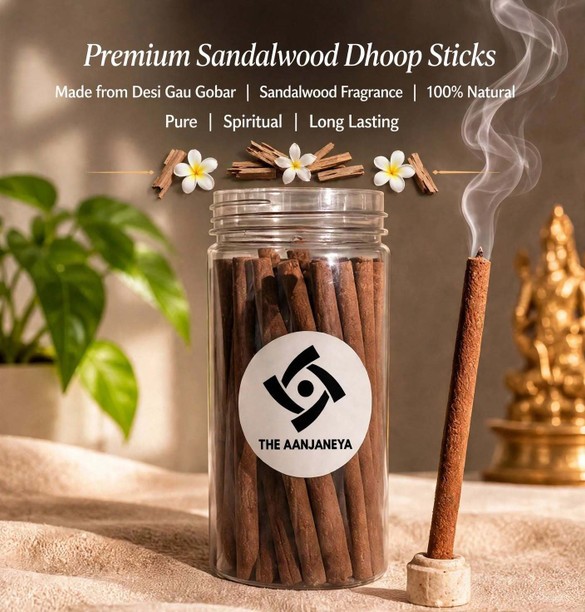 Premium Sandalwood Dhoop Sticks
Made from Desi Gau Gobar | Sandalwood Fragrance | 100% Natural
Pure | Spiritual | Long Lasting
THE AANJANEYA